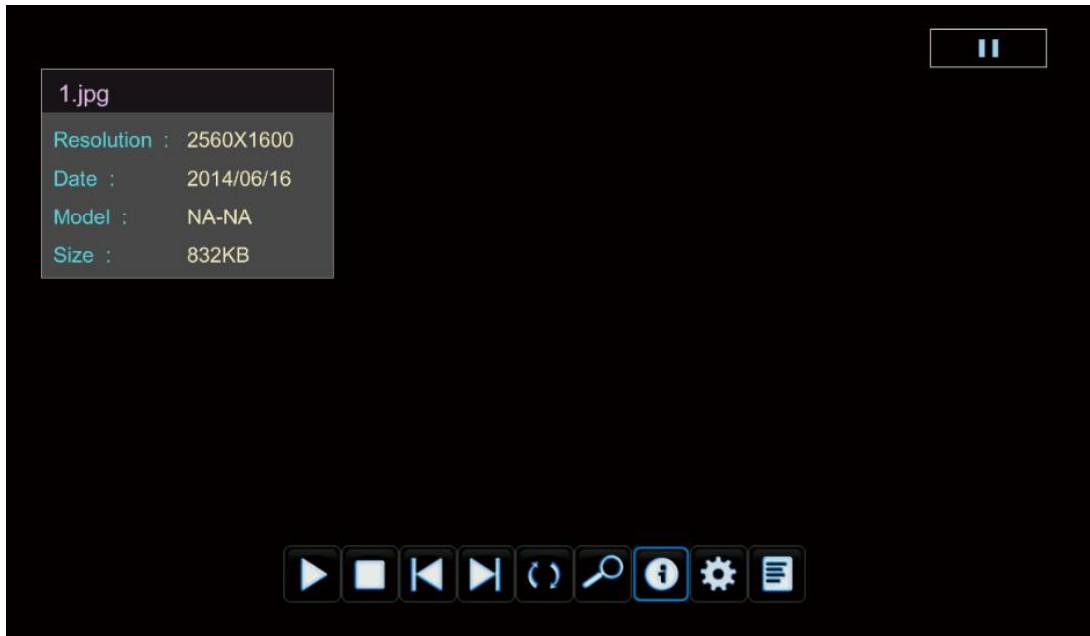 1.jpg
Resolution : 2560X1600
Date : 2014/06/16
Model : NA-NA
Size : 832KB